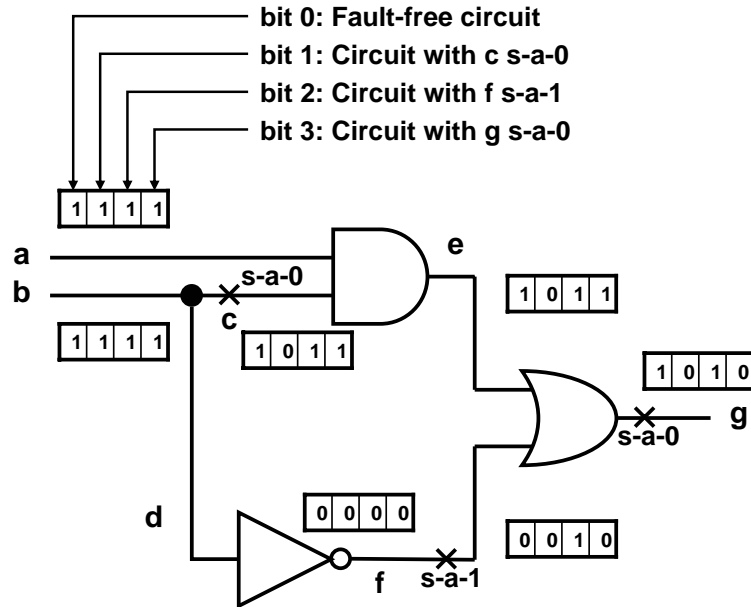 bit 0: Fault-free circuit
bit 1: Circuit with c s-a-0
bit 2: Circuit with f s-a-1
bit 3: Circuit with g s-a-0
1 1 1 1
a
e
s-a-0
b
c
1 0 1 1
1 1 1 1
1 0 1 1
1 0 1 0
g
s-a-0
0 0 0 0
d
0 0 1 0
f
s-a-1